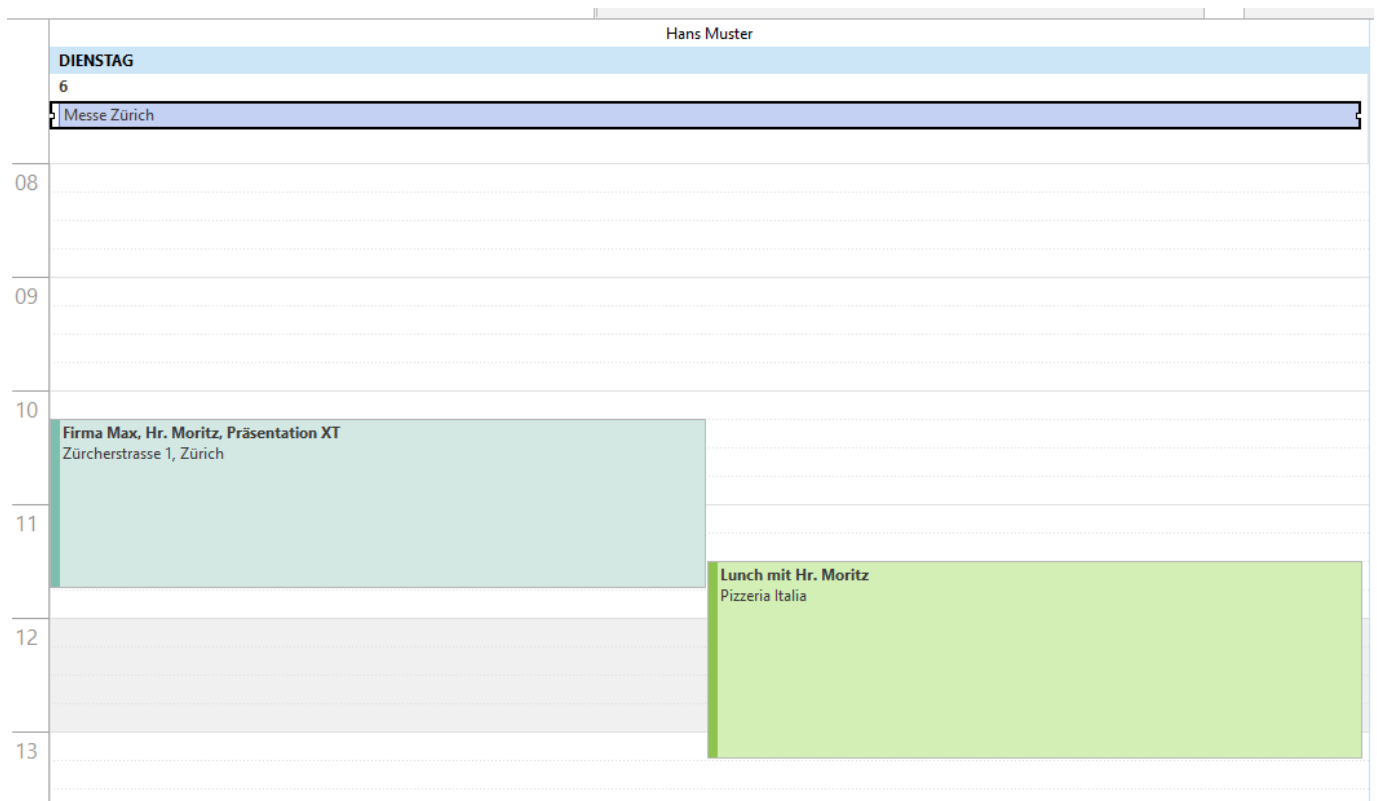 Hans Muster
DIENSTAG
6
Messe Zürich
08
09
10
Firma Max, Hr. Moritz, Präsentation XT
Zürcherstrasse 1, Zürich
11
Lunch mit Hr. Moritz
Pizzeria Italia
12
13